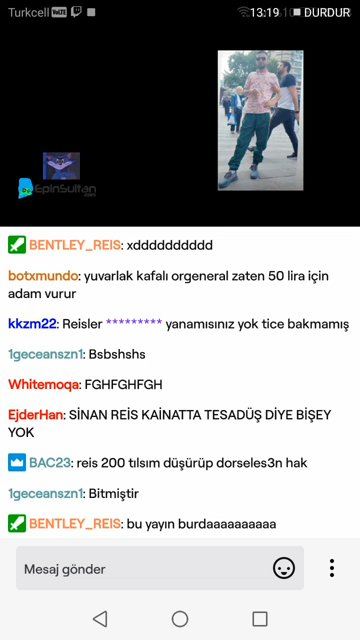 Turkcell VoLTE 13:19 DURDUR
EpinSultan
.com
BENTLEY_REIS: xdddddddddd
botxmundo: yuvarlak kafalı orgeneral zaten 50 lira için
adam vurur
kkzm22: Reisler ********* yanamısınız yok tice bakmamış
1geceanszn1: Bsbshshs
Whitemoqa: FGHFGHFGH
EjderHan: SİNAN REİS KAİNATTA TESADÜŞ DİYE BİŞEY
YOK
BAC23: reis 200 tılsım düşürüp dorseles3n hak
1geceanszn1: Bitmiştir
BENTLEY_REIS: bu yayın burdaaaaaaaaaa
Mesaj gönder